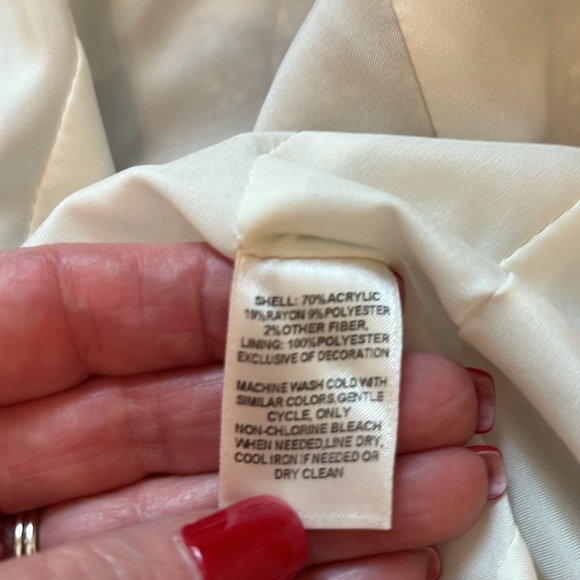 SHELL: 70%ACRYLIC
19%RAYON 9%POLYESTER
2%OTHER FIBER,
LINING: 100%POLYESTER
EXCLUSIVE OF DECORATION
MACHINE WASH COLD WITH
SIMILAR COLORS.GENTLE
CYCLE, ONLY
NON-CHLORINE BLEACH
WHEN NEEDED,LINE DRY,
COOL IRON IF NEEDED OR
DRY CLEAN